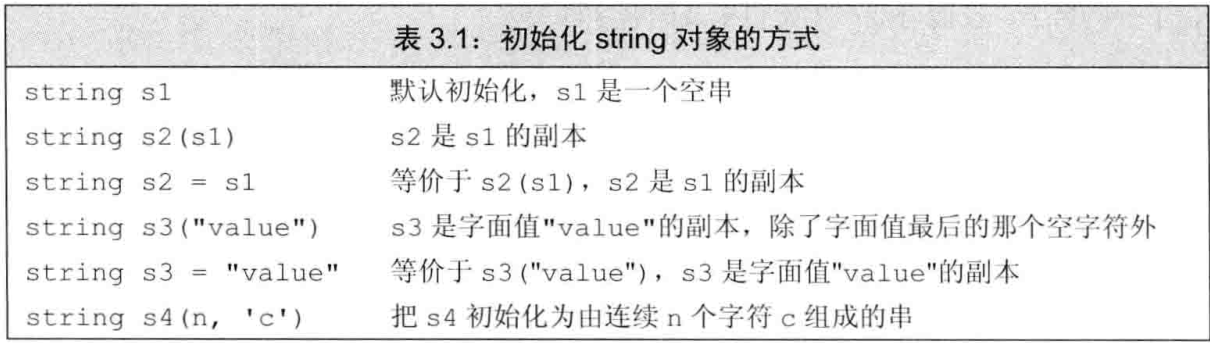 表 3.1：初始化 string 对象的方式
string s1 默认初始化，s1 是一个空串
string s2(s1) s2 是 s1 的副本
string s2 = s1 等价于 s2(s1)，s2 是 s1 的副本
string s3("value") s3 是字面值"value"的副本，除了字面值最后的那个空字符外
string s3 = "value" 等价于 s3("value")，s3 是字面值"value"的副本
string s4(n, 'c') 把 s4 初始化为由连续 n 个字符 c 组成的串